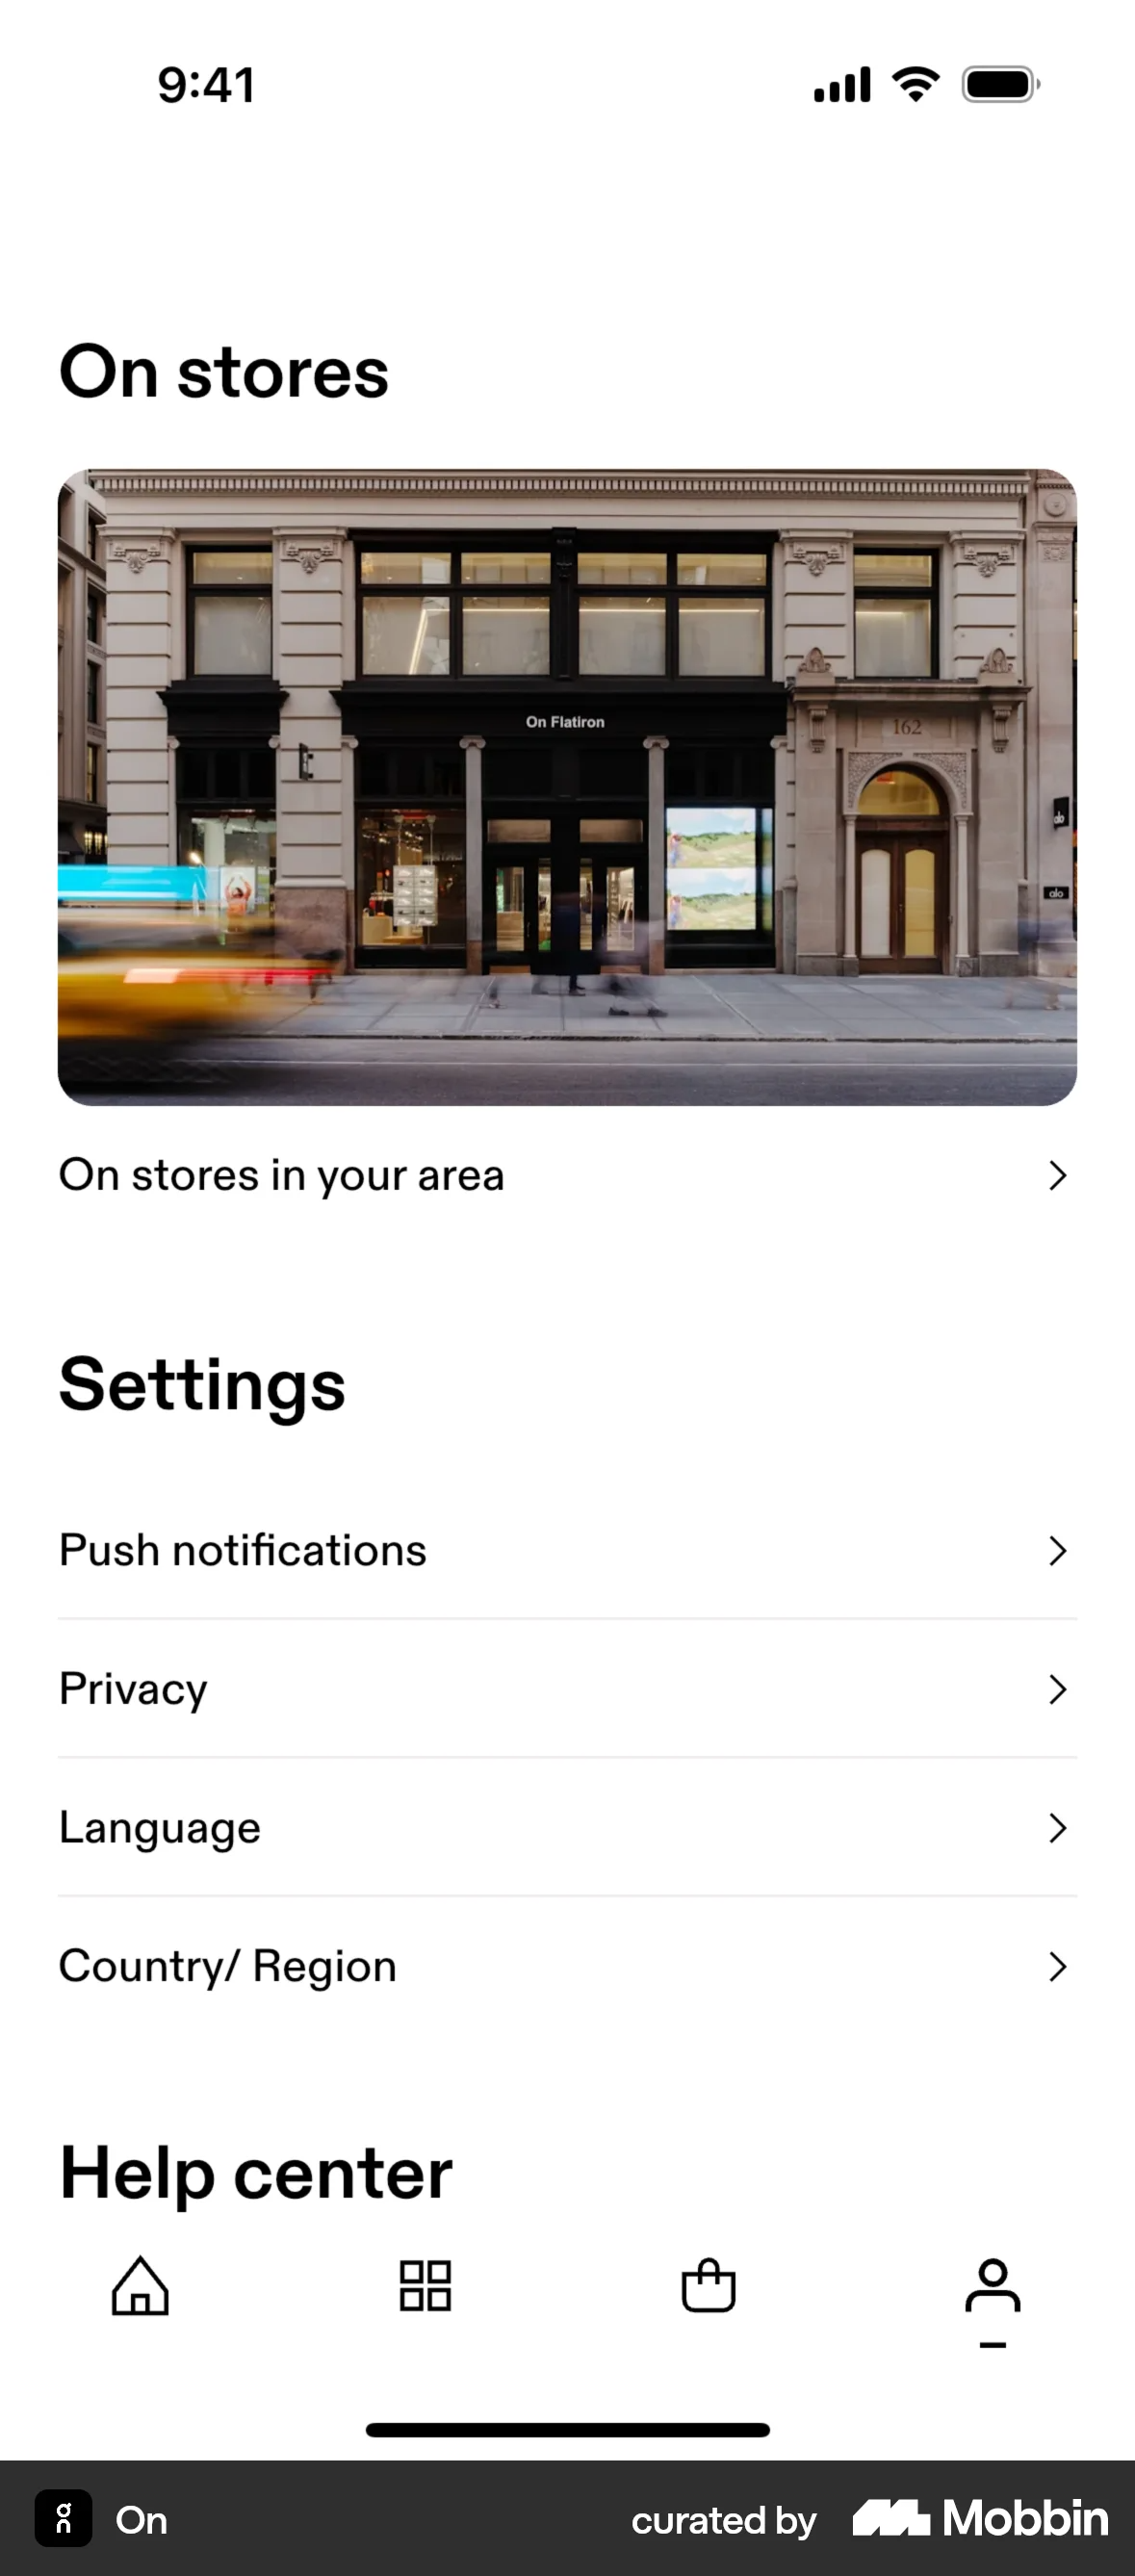 9:41
On stores
On Flatiron
162
alo
On stores in your area
Settings
Push notifications
Privacy
Language
Country/ Region
Help center
On
curated by Mobbin